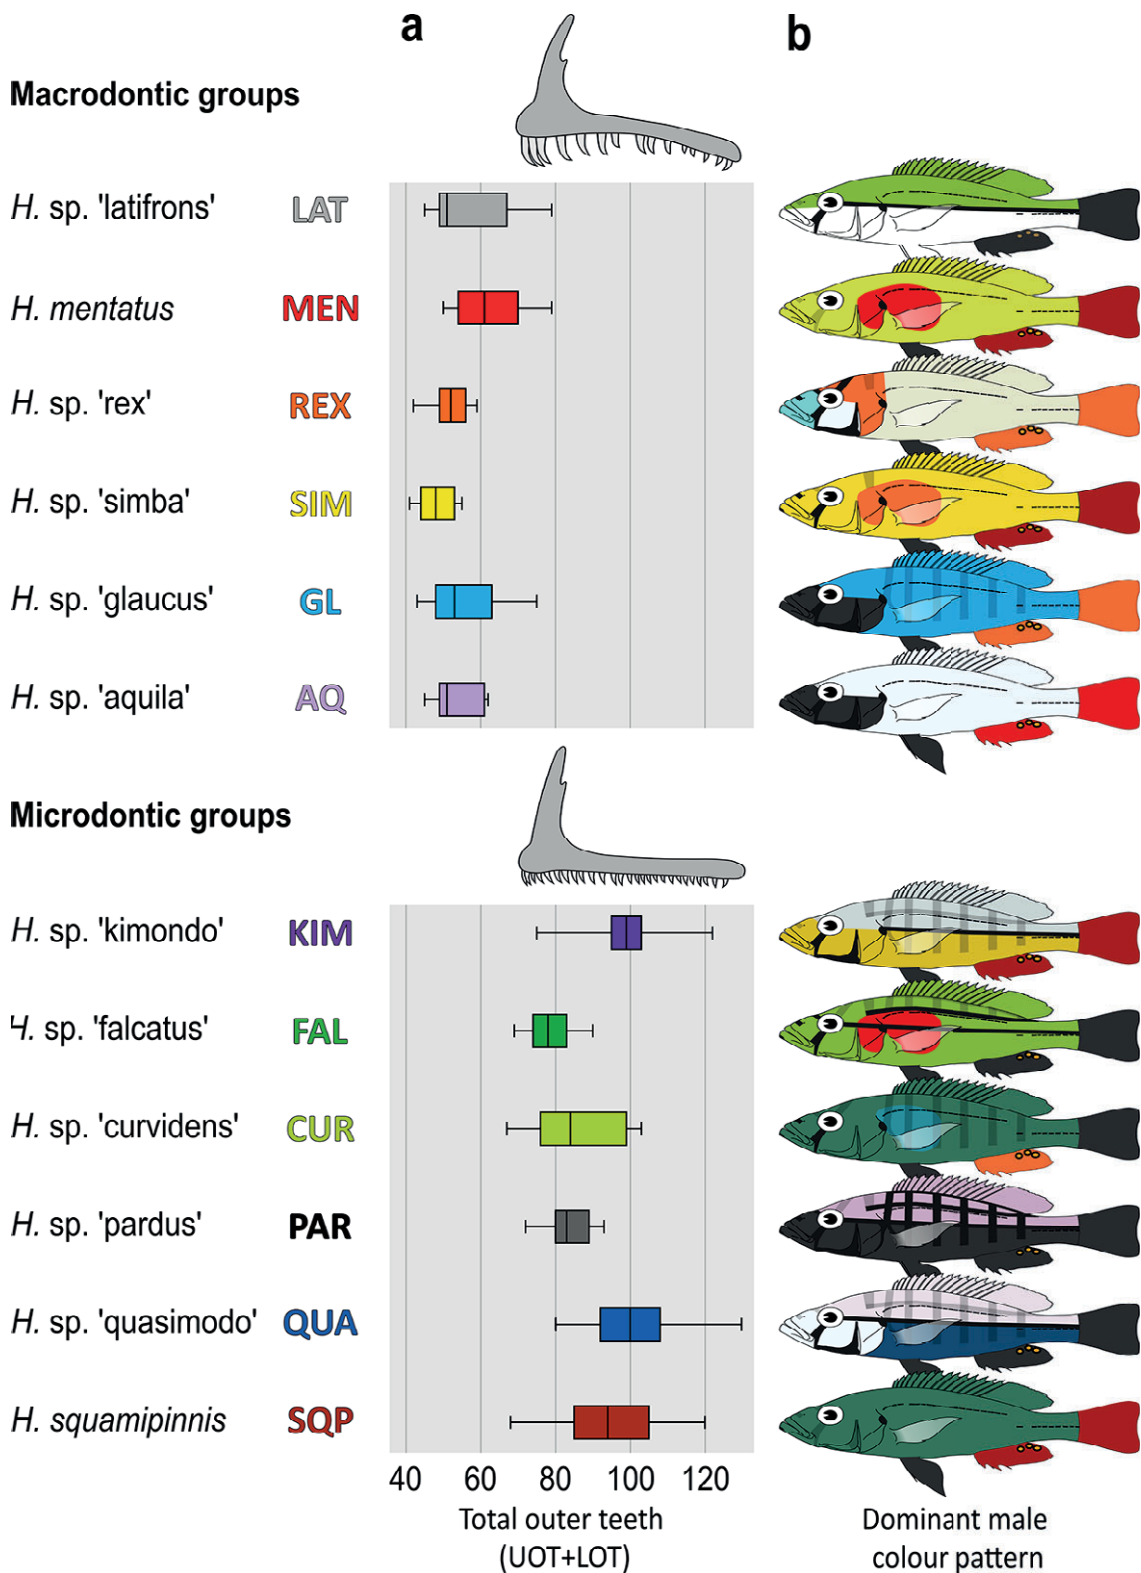 a
b
Macrodontic groups
H. sp. 'latifrons' LAT
H. mentatus MEN
H. sp. 'rex' REX
H. sp. 'simba' SIM
H. sp. 'glaucus' GL
H. sp. 'aquila' AQ
Microdontic groups
H. sp. 'kimondo' KIM
H. sp. 'falcatus' FAL
H. sp. 'curvidens' CUR
H. sp. 'pardus' PAR
H. sp. 'quasimodo' QUA
H. squamipinnis SQP
40 60 80 100 120
Total outer teeth
(UOT+LOT)
Dominant male
colour pattern